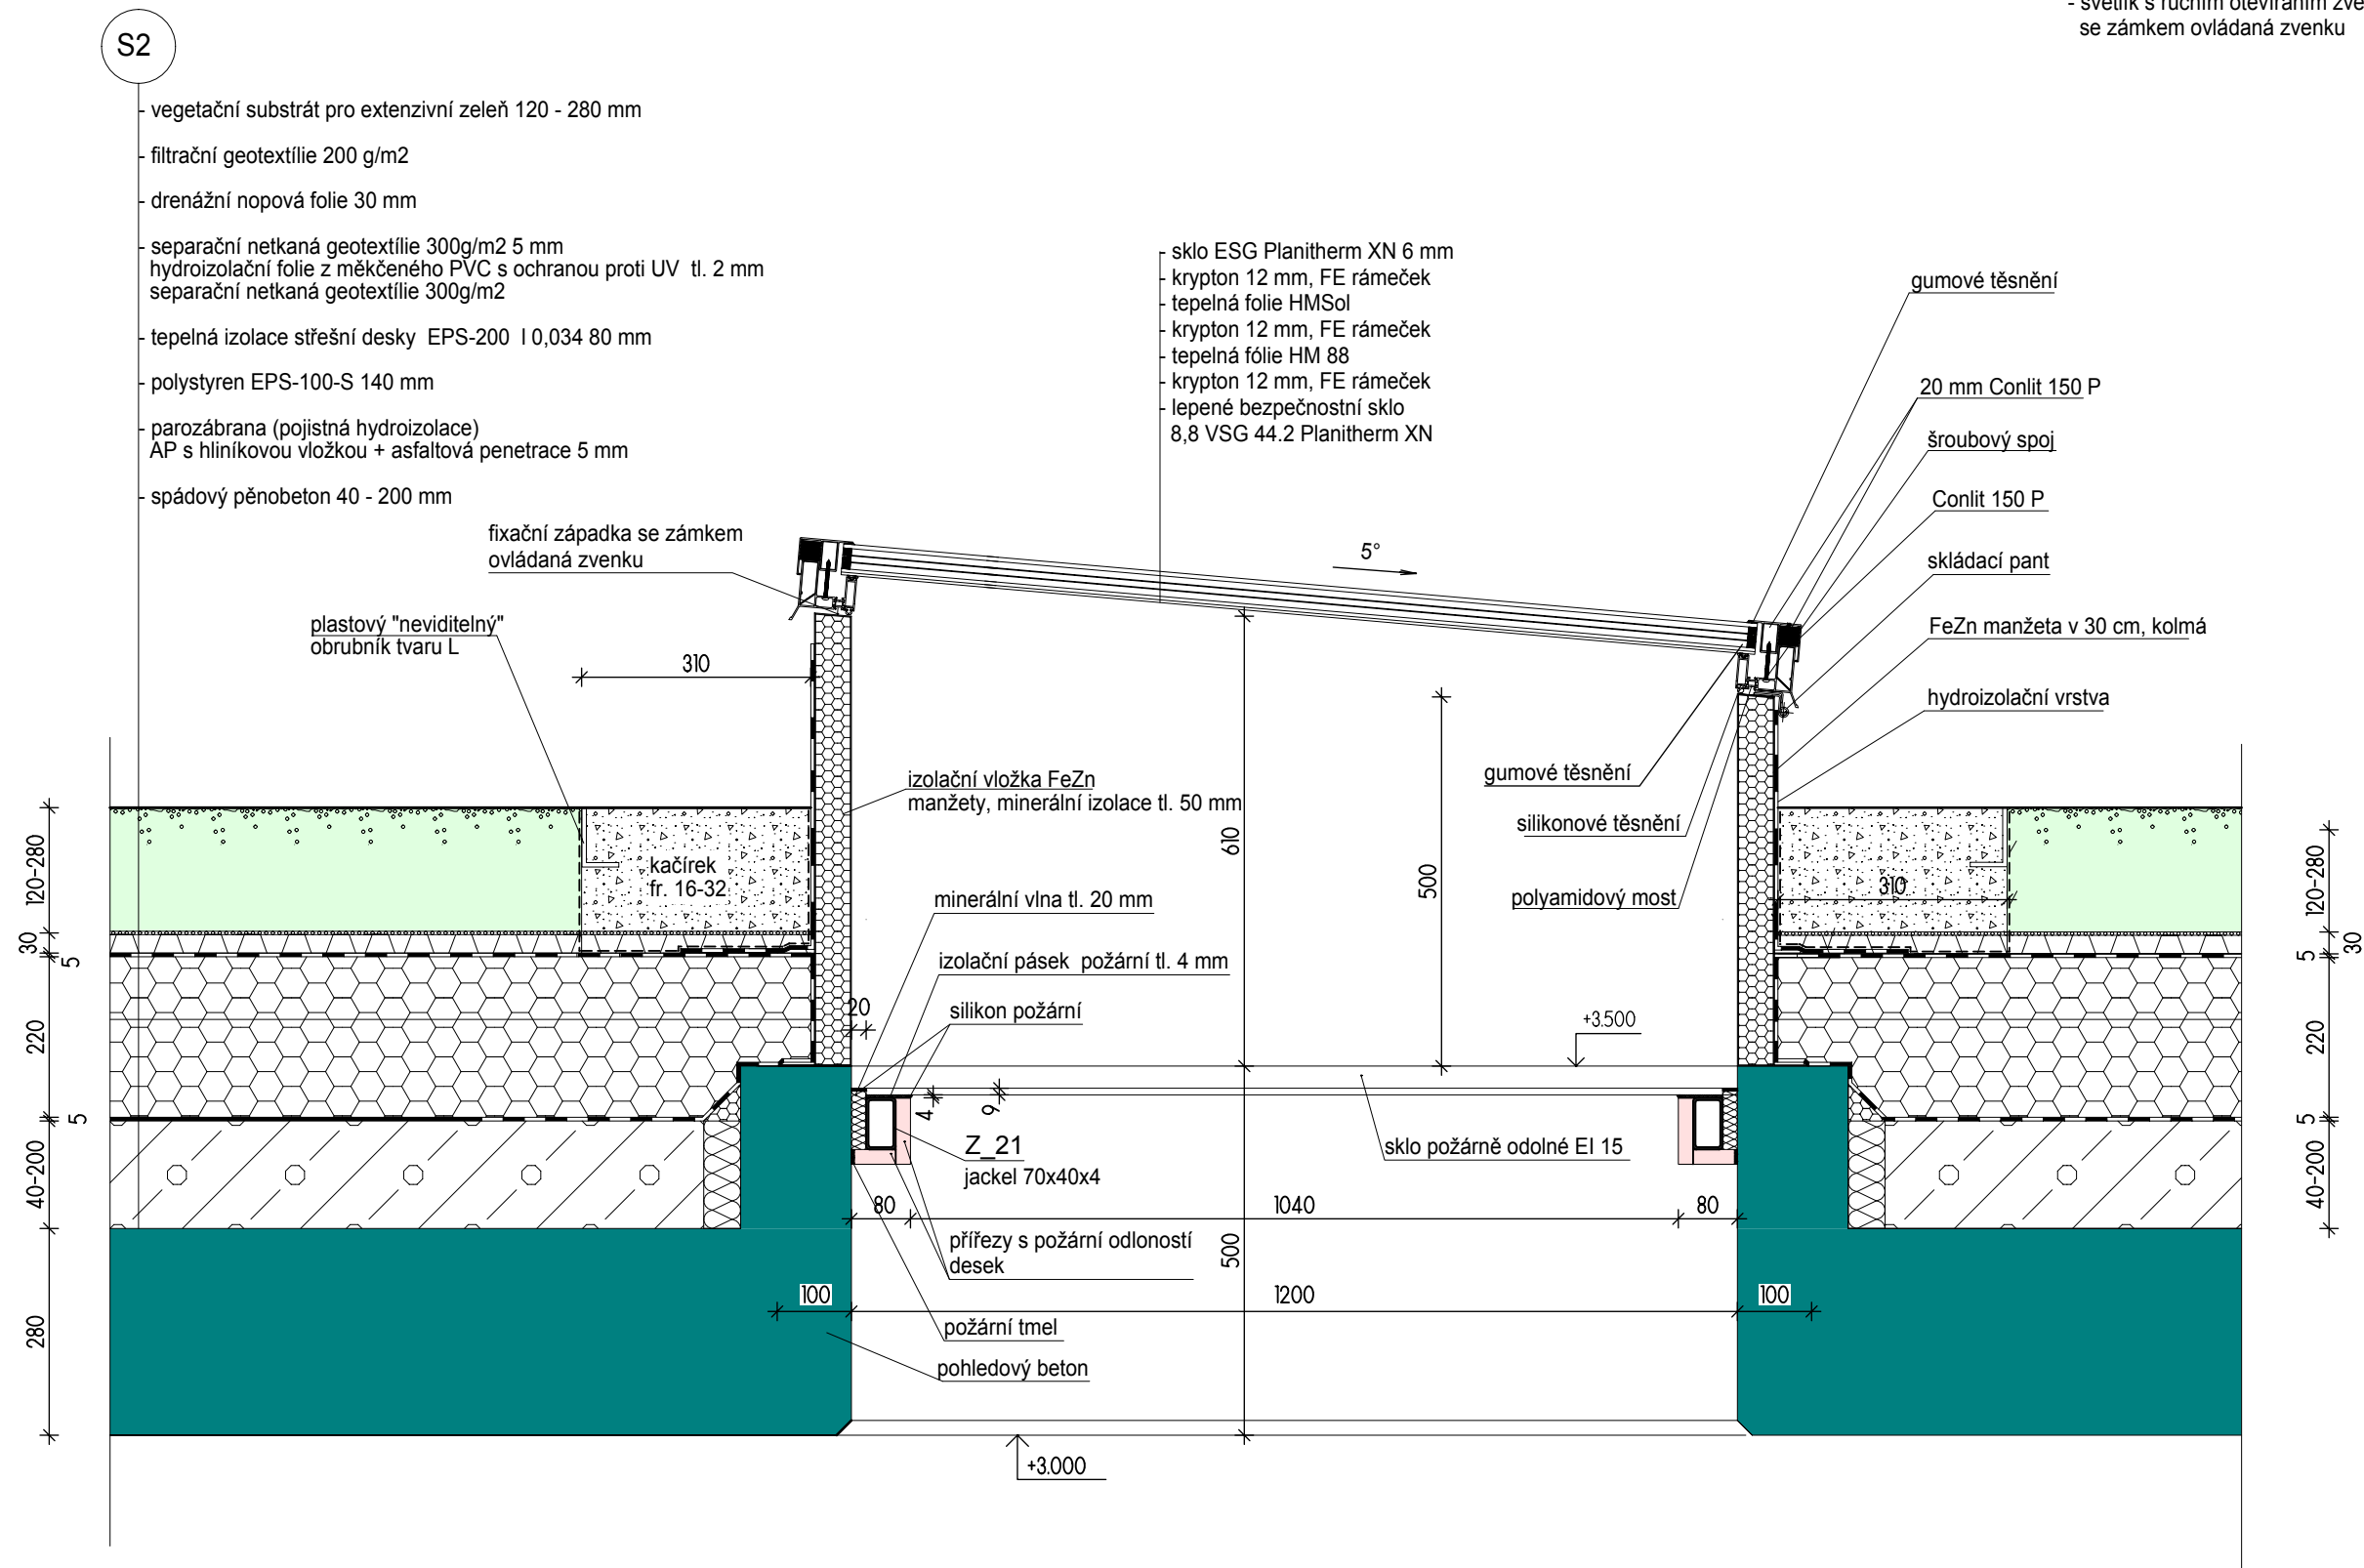 S2
- světlík s ručním otevíráním
se zámkem ovládaná zvenku
- vegetační substrát pro extenzivní zeleň 120 - 280 mm
- filtrační geotextílie 200 g/m2
- drenážní nopová folie 30 mm
- separační netkaná geotextílie 300g/m2 5 mm
hydroizolační folie z měkčeného PVC s ochranou proti UV tl. 2 mm
separační netkaná geotextílie 300g/m2
- tepelná izolace střešní desky EPS-200 l 0,034 80 mm
- polystyren EPS-100-S 140 mm
- parozábrana (pojistná hydroizolace)
AP s hliníkovou vložkou + asfaltová penetrace 5 mm
- spádový pěnobeton 40 - 200 mm
- sklo ESG Planitherm XN 6 mm
- krypton 12 mm, FE rámeček
- tepelná folie HMSol
- krypton 12 mm, FE rámeček
- tepelná fólie HM 88
- krypton 12 mm, FE rámeček
- lepené bezpečnostní sklo
8,8 VSG 44.2 Planitherm XN
gumové těsnění
20 mm Conlit 150 P
šroubový spoj
Conlit 150 P
skládací pant
FeZn manžeta v 30 cm, kolmá
hydroizolační vrstva
fixační západka se zámkem
ovládaná zvenku
5°
plastový "neviditelný"
obrubník tvaru L
310
izolační vložka FeZn
manžety, minerální izolace tl. 50 mm
gumové těsnění
silikonové těsnění
polyamidový most
610
500
kačírek
fr. 16-32
310
minerální vlna tl. 20 mm
izolační pásek požární tl. 4 mm
silikon požární
20
+3.500
120-280
30
5
220
5
40-200
280
120-280
30
5
220
5
40-200
4
9
Z_21
jackel 70x40x4
sklo požárně odolné EI 15
80
1040
80
přířezy s požární odloností
desek
500
100
1200
100
požární tmel
pohledový beton
+3.000